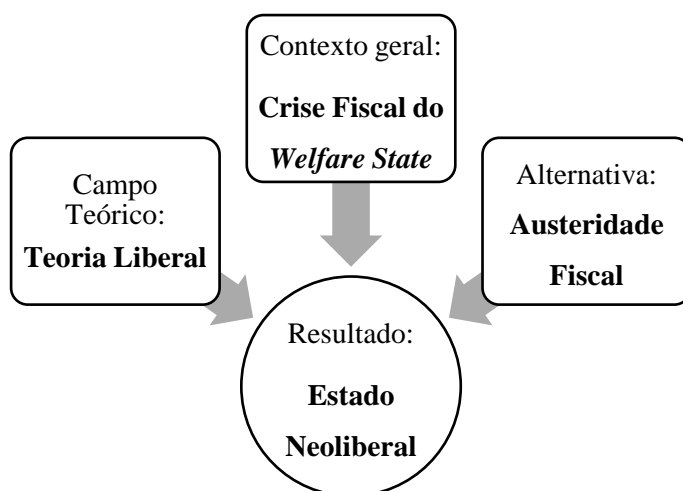 Contexto geral:
Crise Fiscal do
Welfare State
Campo
Teórico:
Teoria Liberal
Alternativa:
Austeridade
Fiscal
Resultado:
Estado
Neoliberal